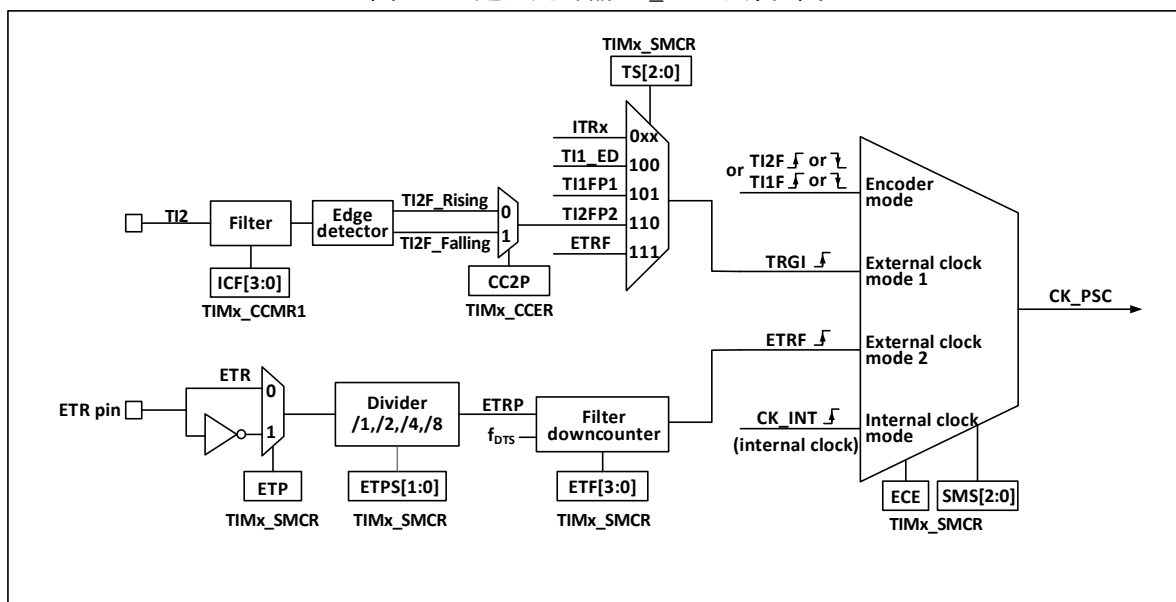 TIMx_SMCR
TS[2:0]
ITRx
0xx
TI1_ED
100
TI1FP1
101
TI2FP2
110
ETRF
111
TI2
Filter
ICF[3:0]
TIMx_CCMR1
Edge
detector
TI2F_Rising
TI2F_Falling
0
1
CC2P
TIMx_CCER
or TI2F or
TI1F or
Encoder
mode
TRGI
External clock
mode 1
ETRF
External clock
mode 2
CK_INT
(internal clock)
Internal clock
mode
CK_PSC
ECE
SMS[2:0]
TIMx_SMCR
ETR pin
ETR
0
1
ETP
TIMx_SMCR
Divider
/1,/2,/4,/8
ETPS[1:0]
TIMx_SMCR
ETRP
fDTS
Filter
downcounter
ETF[3:0]
TIMx_SMCR